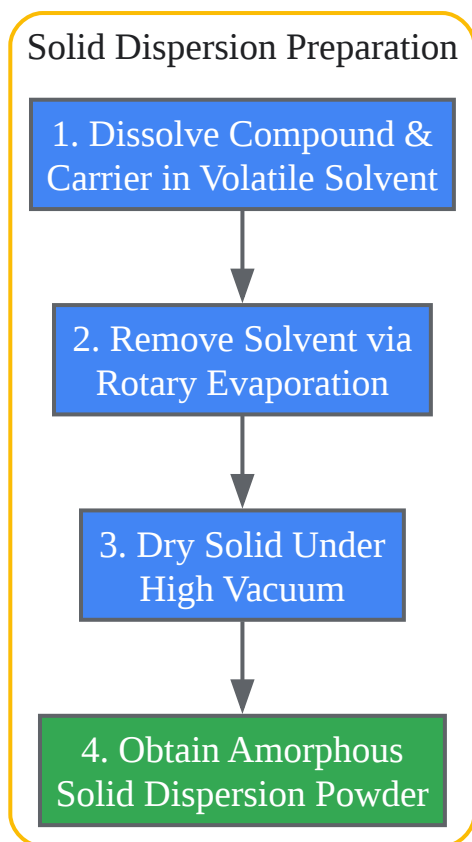 Solid Dispersion Preparation
1. Dissolve Compound &
Carrier in Volatile Solvent
2. Remove Solvent via
Rotary Evaporation
3. Dry Solid Under
High Vacuum
4. Obtain Amorphous
Solid Dispersion Powder